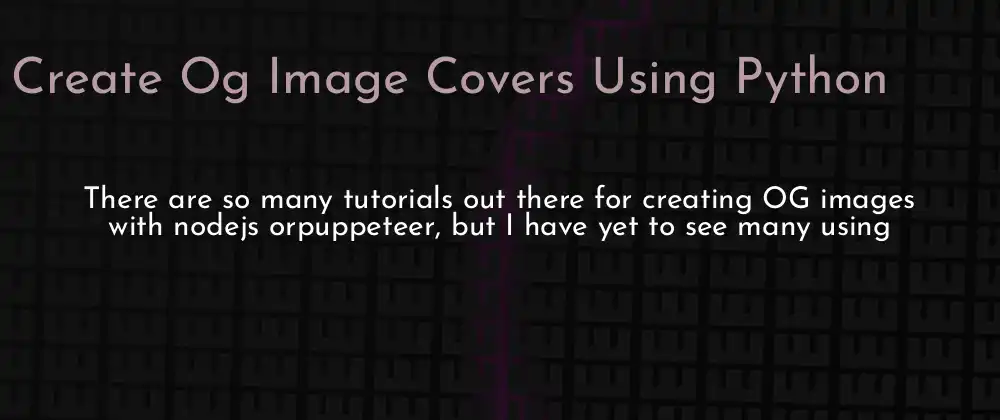 Create Og Image Covers Using Python
There are so many tutorials out there for creating OG images
with nodejs orpuppeteer, but I have yet to see many using